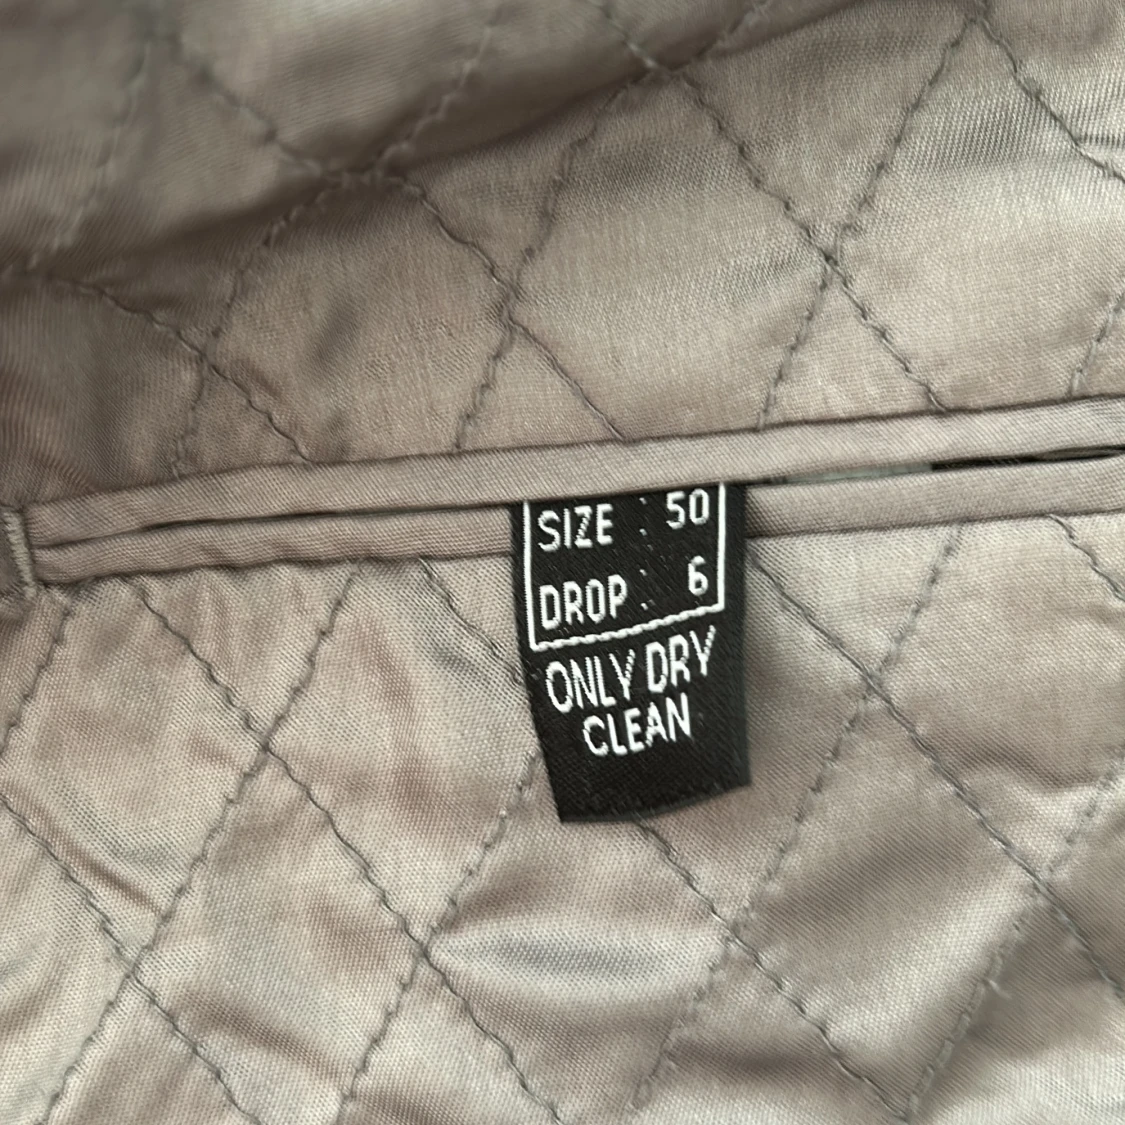 SIZE : 50
DROP : 6
ONLY DRY
CLEAN